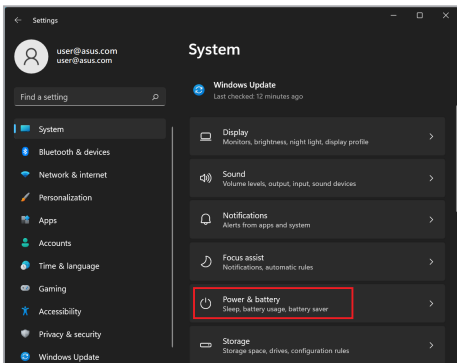 Settings
user@asus.com
user@asus.com
Find a setting
System
Bluetooth & devices
Network & internet
Personalization
Apps
Accounts
Time & language
Gaming
Accessibility
Privacy & security
Windows Update
System
Windows Update
Last checked: 12 minutes ago
Display
Monitors, brightness, night light, display profile
Sound
Volume levels, output, input, sound devices
Notifications
Alerts from apps and system
Focus assist
Notifications, automatic rules
Power & battery
Sleep, battery usage, battery saver
Storage
Storage space, drives, configuration rules